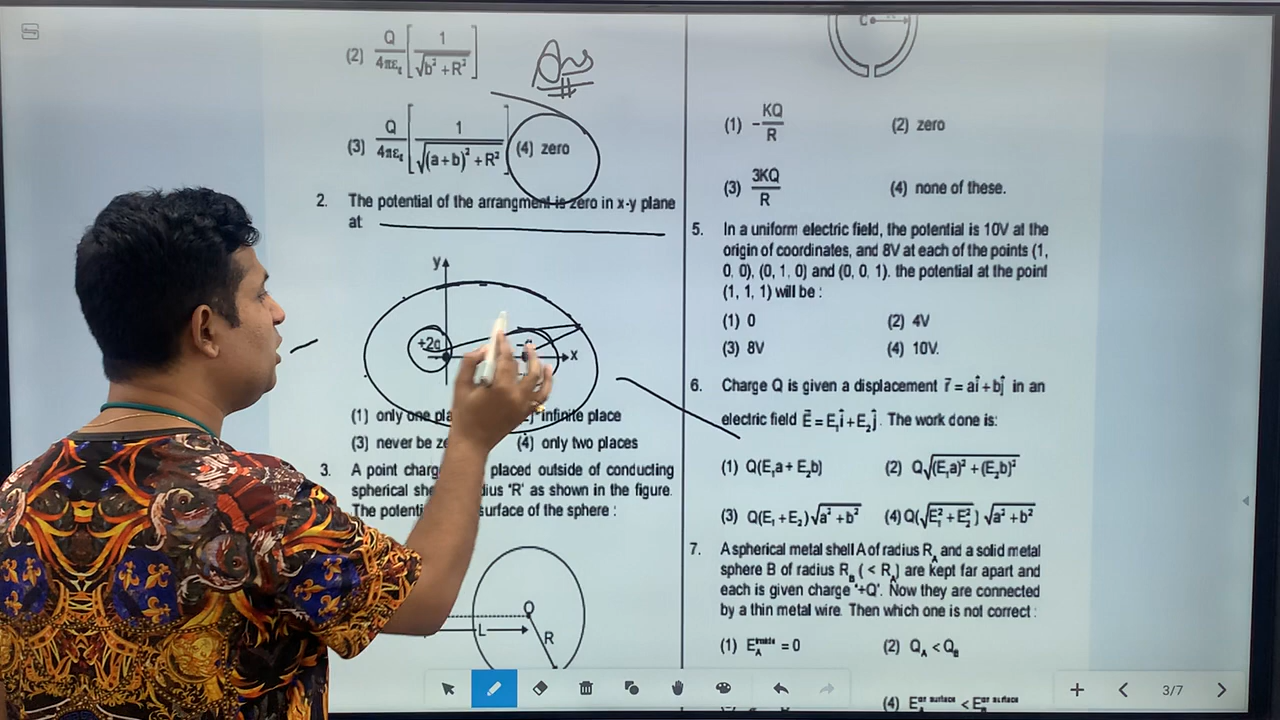 (2) Q/4πε₀ [ 1/√b² + R² ]
Ans
(3) Q/4πε₀ [ 1/√(a+b)² + R² ] (4) zero
2. The potential of the arrangment is zero in x-y plane
at
y
+2q
x
(1) only one infinite place
(3) never be (4) only two places
3. A point placed outside of conducting
spherical 'R' as shown in the figure.
The surface of the sphere :
Q
L
R
C
(1) -KQ/R (2) zero
(3) 3KQ/R (4) none of these.
5. In a uniform electric field, the potential is 10V at the
origin of coordinates, and 8V at each of the points (1,
0, 0), (0, 1, 0) and (0, 0, 1). the potential at the point
(1, 1, 1) will be :
(1) 0 (2) 4V
(3) 8V (4) 10V.
6. Charge Q is given a displacement r⃗ = aî + bĵ in an
electric field E⃗ = E₁î + E₂ĵ. The work done is:
(1) Q(E₁a + E₂b) (2) Q√(E₁a)² + (E₂b)²
(3) Q(E₁ + E₂)√a² + b² (4) Q(√E₁² + E₂²) √a² + b²
7. A spherical metal shell A of radius R_A and a solid metal
sphere B of radius R_B ( < R_A) are kept far apart and
each is given charge '+Q'. Now they are connected
by a thin metal wire. Then which one is not correct :
(1) E_A^inside = 0 (2) Q_A < Q_B
(4) E_A^on surface < E_B^on surface
3/7